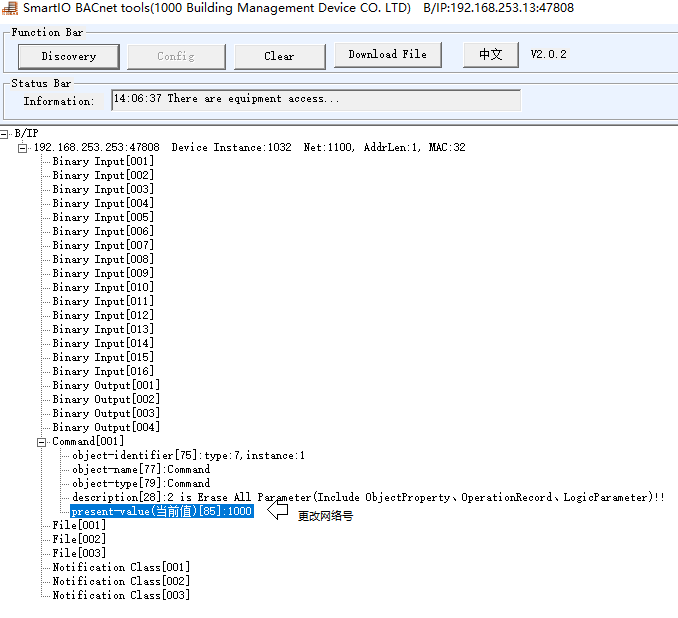 SmartIO BACnet tools(1000 Building Management Device CO. LTD) B/IP:192.168.253.13:47808
Function Bar
Discovery Config Clear Download File 中文 V2.0.2
Status Bar
Information: 14:06:37 There are equipment access...
B/IP
192.168.253.253:47808 Device Instance:1032 Net:1100, AddrLen:1, MAC:32
Binary Input[001]
Binary Input[002]
Binary Input[003]
Binary Input[004]
Binary Input[005]
Binary Input[006]
Binary Input[007]
Binary Input[008]
Binary Input[009]
Binary Input[010]
Binary Input[011]
Binary Input[012]
Binary Input[013]
Binary Input[014]
Binary Input[015]
Binary Input[016]
Binary Output[001]
Binary Output[002]
Binary Output[003]
Binary Output[004]
Command[001]
object-identifier[75]:type:7,instance:1
object-name[77]:Command
object-type[79]:Command
description[28]:2 is Erase All Parameter(Include ObjectProperty、OperationRecord、LogicParameter)!!
present-value(当前值)[85]:1000 更改网络号
File[001]
File[002]
File[003]
Notification Class[001]
Notification Class[002]
Notification Class[003]